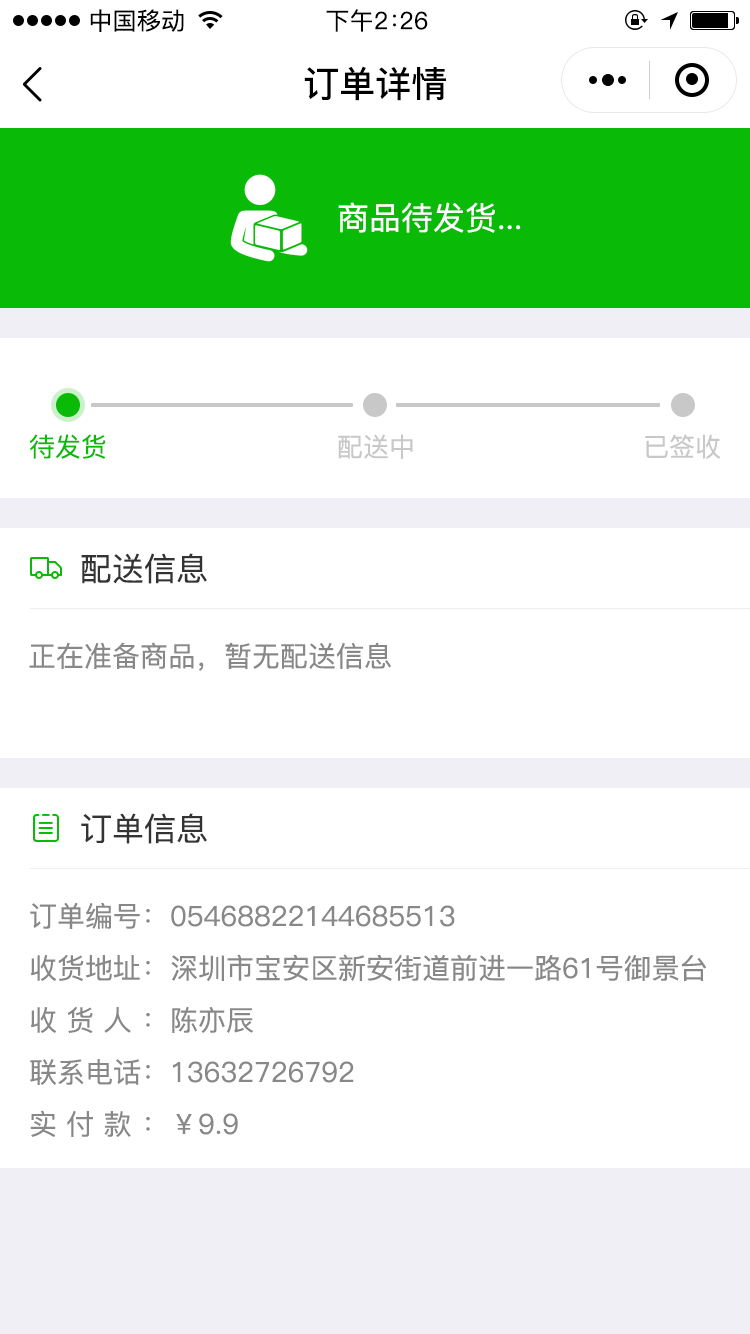 中国移动 下午2:26
订单详情
商品待发货...
待发货 配送中 已签收
配送信息
正在准备商品，暂无配送信息
订单信息
订单编号：05468822144685513
收货地址：深圳市宝安区新安街道前进一路61号御景台
收 货 人 ：陈亦辰
联系电话：13632726792
实 付 款 ：￥9.9